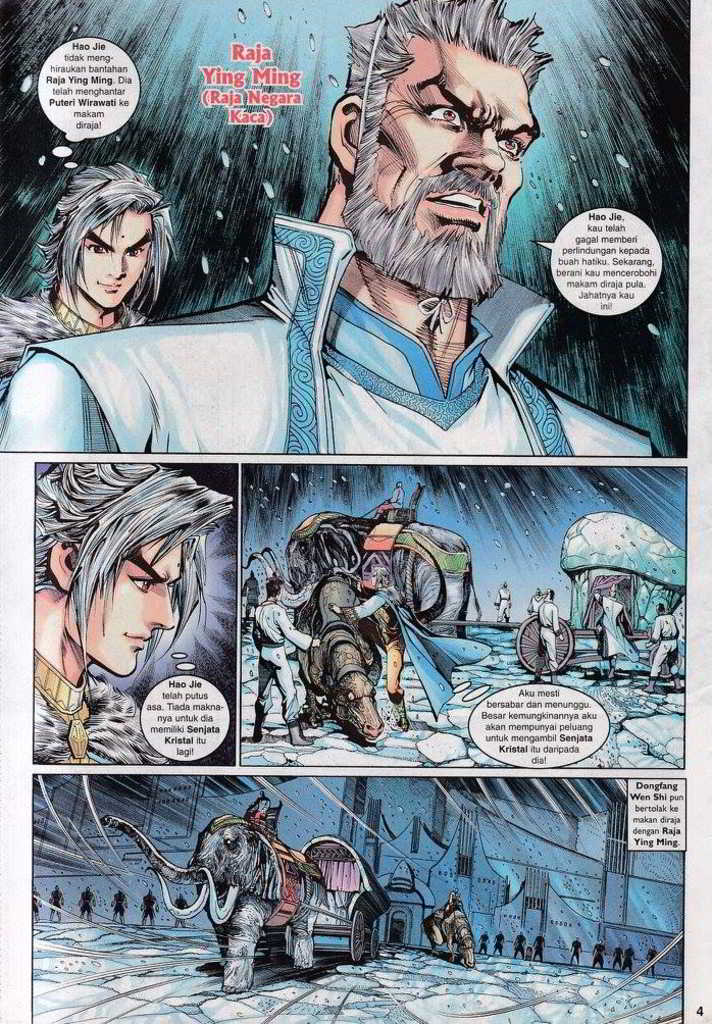 Hao Jie
tidak meng-
hiraukan bantahan
Raja Ying Ming. Dia
telah menghantar
Puteri Wirawati ke
makam
diraja!
Raja
Ying Ming
(Raja Negara
Kaca)
Hao Jie,
kau telah
gagal memberi
perlindungan kepada
buah hatiku. Sekarang,
berani kau mencerobohi
makam diraja pula.
Jahatnya kau
ini!
Hao Jie
telah putus
asa. Tiada makna-
nya untuk dia
memiliki Senjata
Kristal itu
lagi!
Aku mesti
bersabar dan menunggu.
Besar kemungkinannya aku
akan mempunyai peluang
untuk mengambil Senjata
Kristal itu daripada
dia!
Dongfang
Wen Shi pun
bertolak ke
makan diraja
dengan Raja
Ying Ming.
4